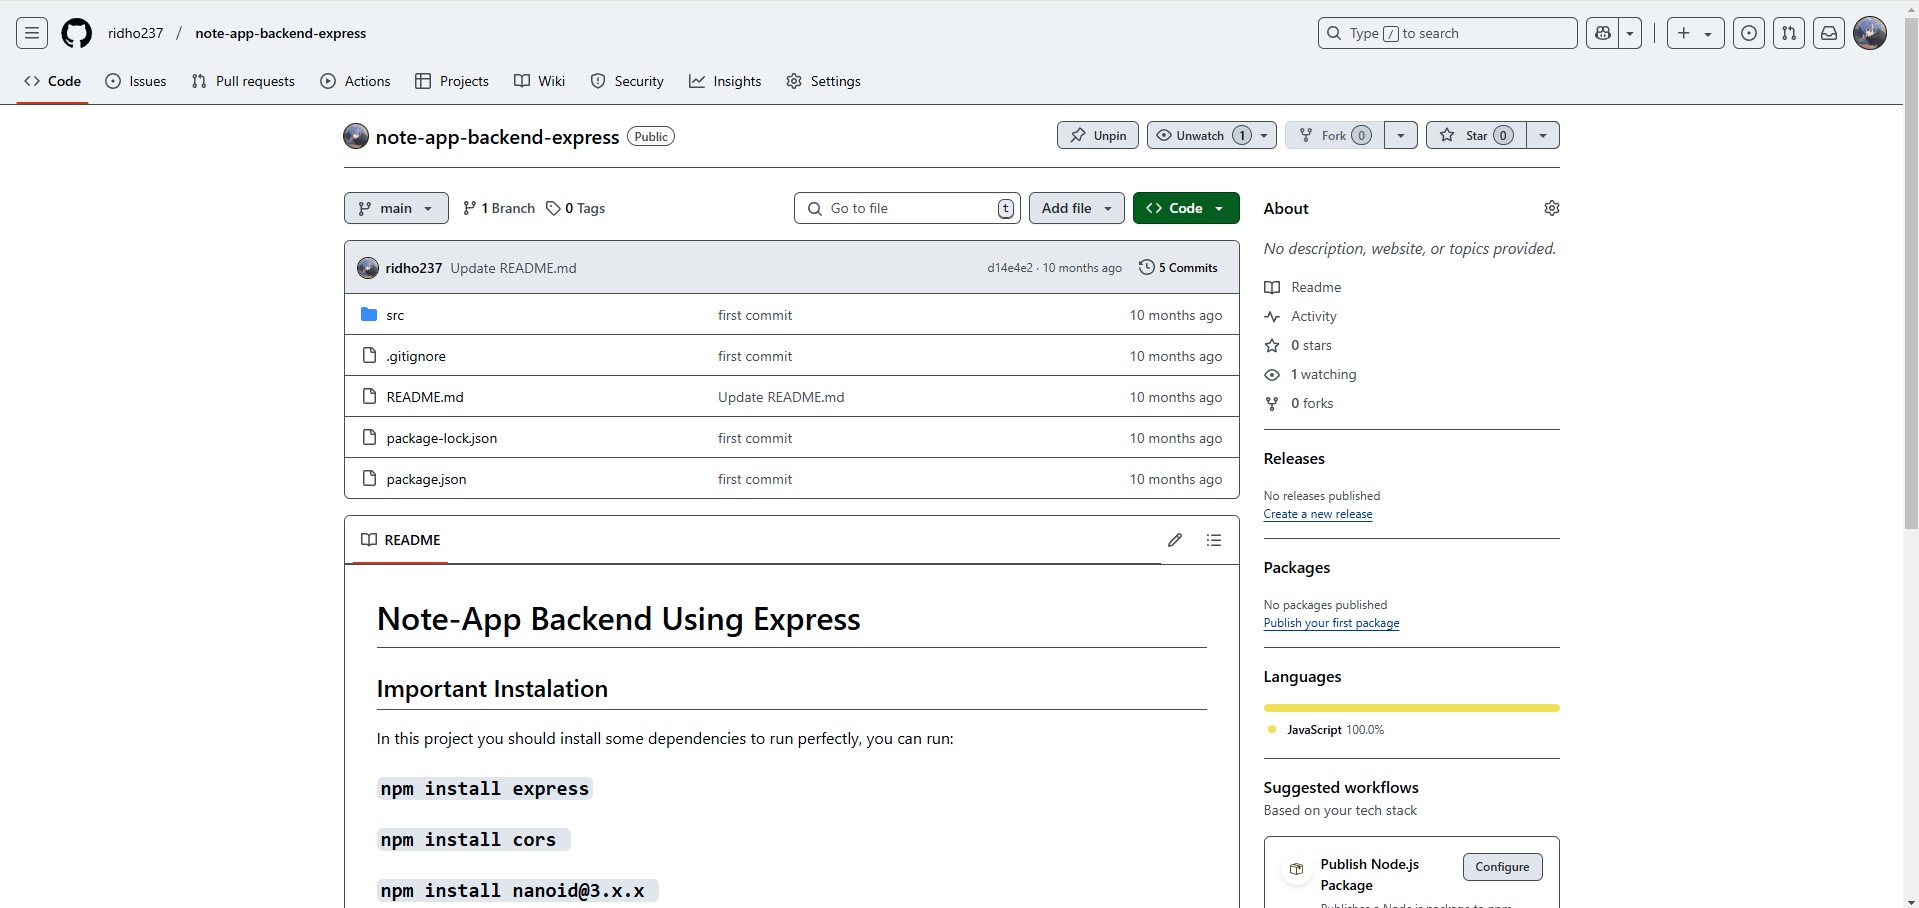 ridho237 / note-app-backend-express
Type / to search
Code Issues Pull requests Actions Projects Wiki Security Insights Settings
note-app-backend-express Public
Unpin Unwatch 1 Fork 0 Star 0
main 1 Branch 0 Tags
Go to file t Add file Code
ridho237 Update README.md d14e4e2 · 10 months ago 5 Commits
src first commit 10 months ago
.gitignore first commit 10 months ago
README.md Update README.md 10 months ago
package-lock.json first commit 10 months ago
package.json first commit 10 months ago
README
Note-App Backend Using Express
Important Instalation
In this project you should install some dependencies to run perfectly, you can run:
npm install express
npm install cors
npm install nanoid@3.x.x
About
No description, website, or topics provided.
Readme
Activity
0 stars
1 watching
0 forks
Releases
No releases published
Create a new release
Packages
No packages published
Publish your first package
Languages
JavaScript 100.0%
Suggested workflows
Based on your tech stack
Publish Node.js
Package
Configure
Publishes a Node.js package to npm